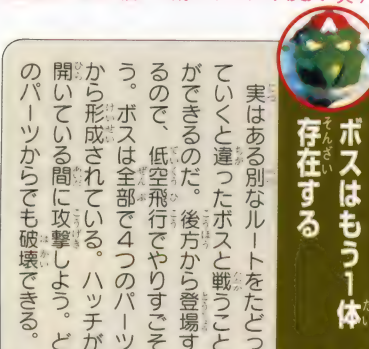 ボスはもう1体
存在する
実はある別なルートをたどっ
ていくと違ったボスと戦うこと
ができるのだ。後方から登場す
るので、低空飛行でやりすごそ
う。ボスは全部で4つのパーツ
から形成されている。ハッチが
開いている間に攻撃しよう。ど
のパーツからでも破壊できる。